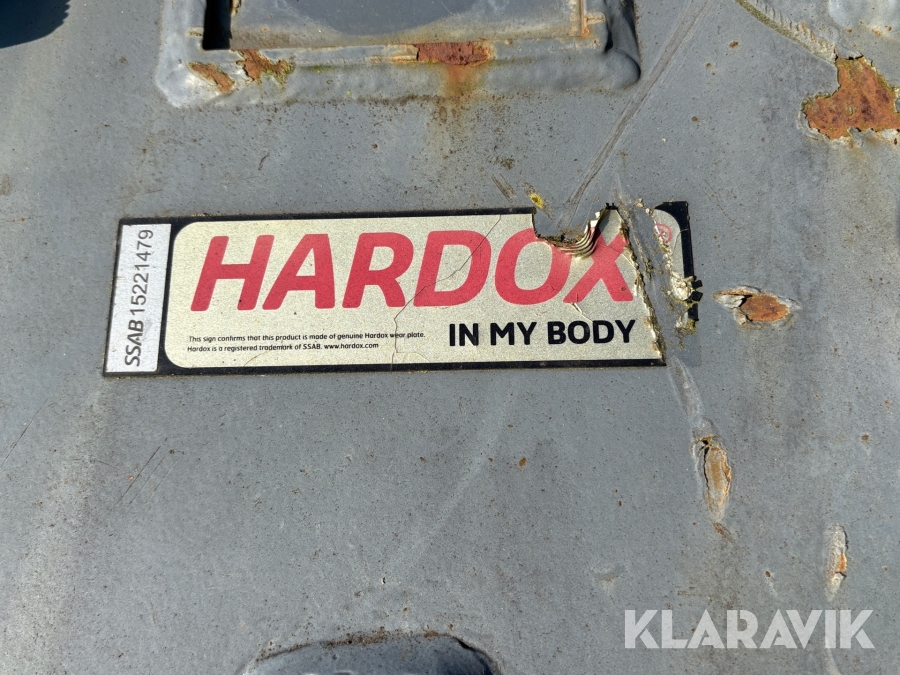 SSAB 15221479
HARDOX®
IN MY BODY
This sign confirms that this product is made of genuine Hardox wear plate.
Hardox is a registered trademark of SSAB. www.hardox.com
KLARAVIK